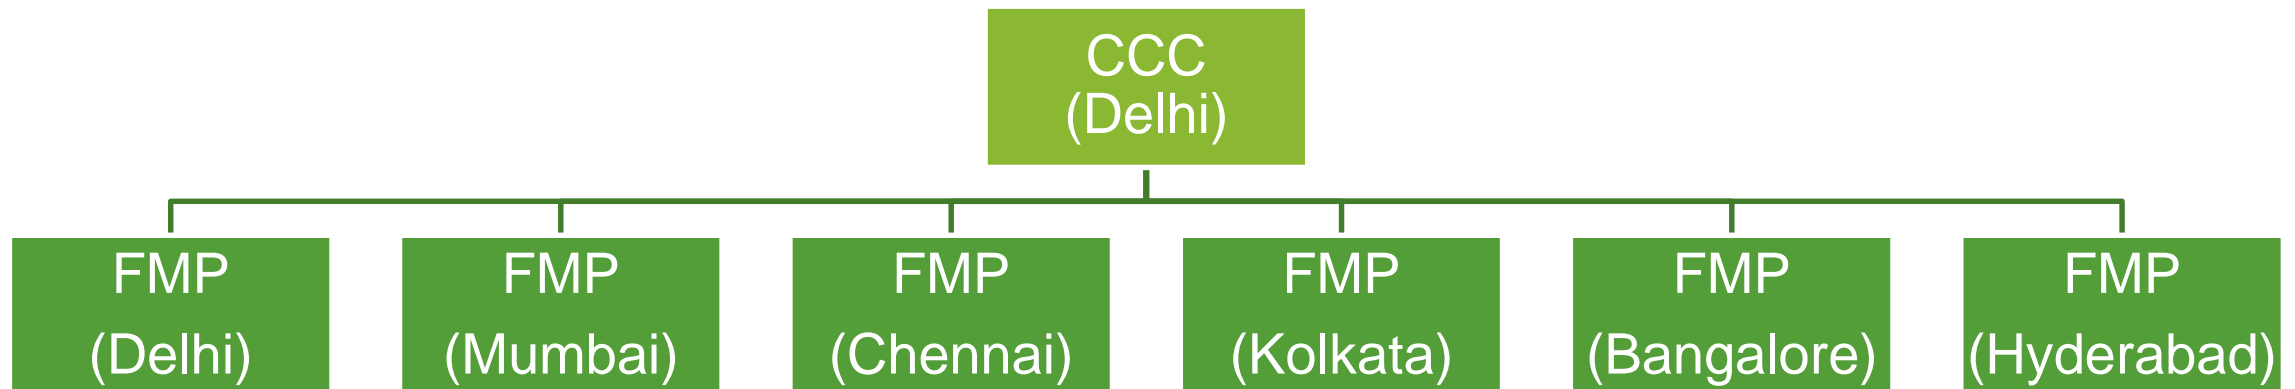 CCC
(Delhi)
FMP
(Delhi)
FMP
(Mumbai)
FMP
(Chennai)
FMP
(Kolkata)
FMP
(Bangalore)
FMP
(Hyderabad)